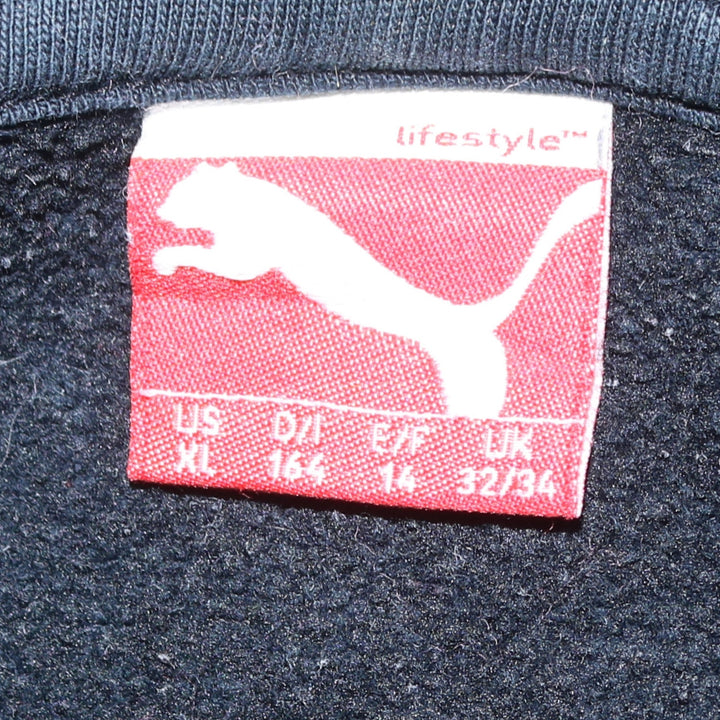 lifestyle™
US D/I E/F UK
XL 164 14 32/34